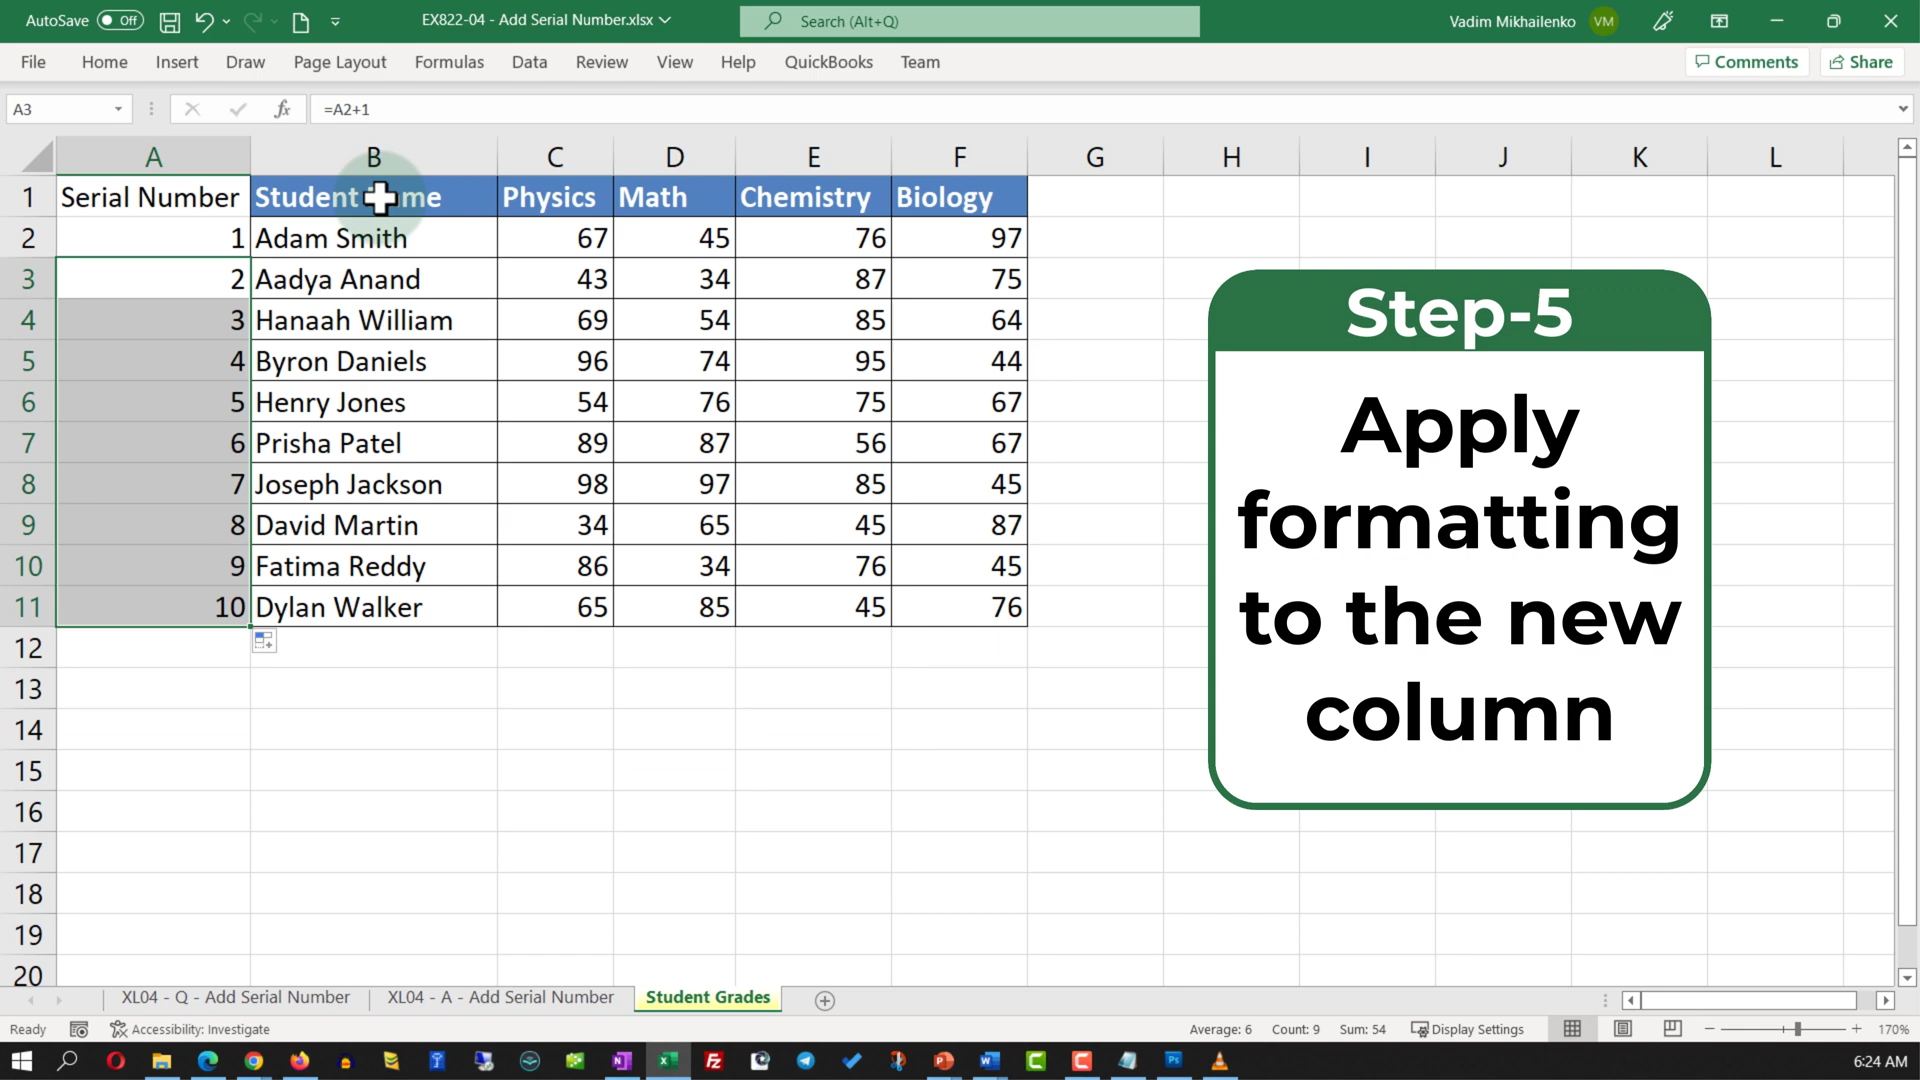 AutoSave Off EX822-04 - Add Serial Number.xlsx Search (Alt+Q) Vadim Mikhailenko VM
File Home Insert Draw Page Layout Formulas Data Review View Help QuickBooks Team Comments Share
A3 fx =A2+1
A B C D E F G H I J K L
1 Serial Number Student me Physics Math Chemistry Biology
2 1 Adam Smith 67 45 76 97
3 2 Aadya Anand 43 34 87 75
4 3 Hanaah William 69 54 85 64
5 4 Byron Daniels 96 74 95 44
6 5 Henry Jones 54 76 75 67
7 6 Prisha Patel 89 87 56 67
8 7 Joseph Jackson 98 97 85 45
9 8 David Martin 34 65 45 87
10 9 Fatima Reddy 86 34 76 45
11 10 Dylan Walker 65 85 45 76
12
13
14
15
16
17
18
19
20
Step-5
Apply
formatting
to the new
column
XL04 - Q - Add Serial Number XL04 - A - Add Serial Number Student Grades
Ready Accessibility: Investigate Average: 6 Count: 9 Sum: 54 Display Settings 170%
6:24 AM